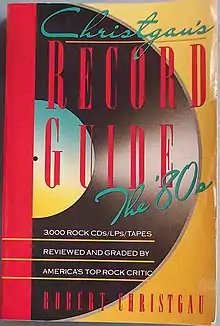 Christgau's
RECORD
GUIDE
The '80s
3,000 ROCK CDs/LPs/TAPES
REVIEWED AND GRADED BY
AMERICA'S TOP ROCK CRITIC
ROBERT CHRISTGAU